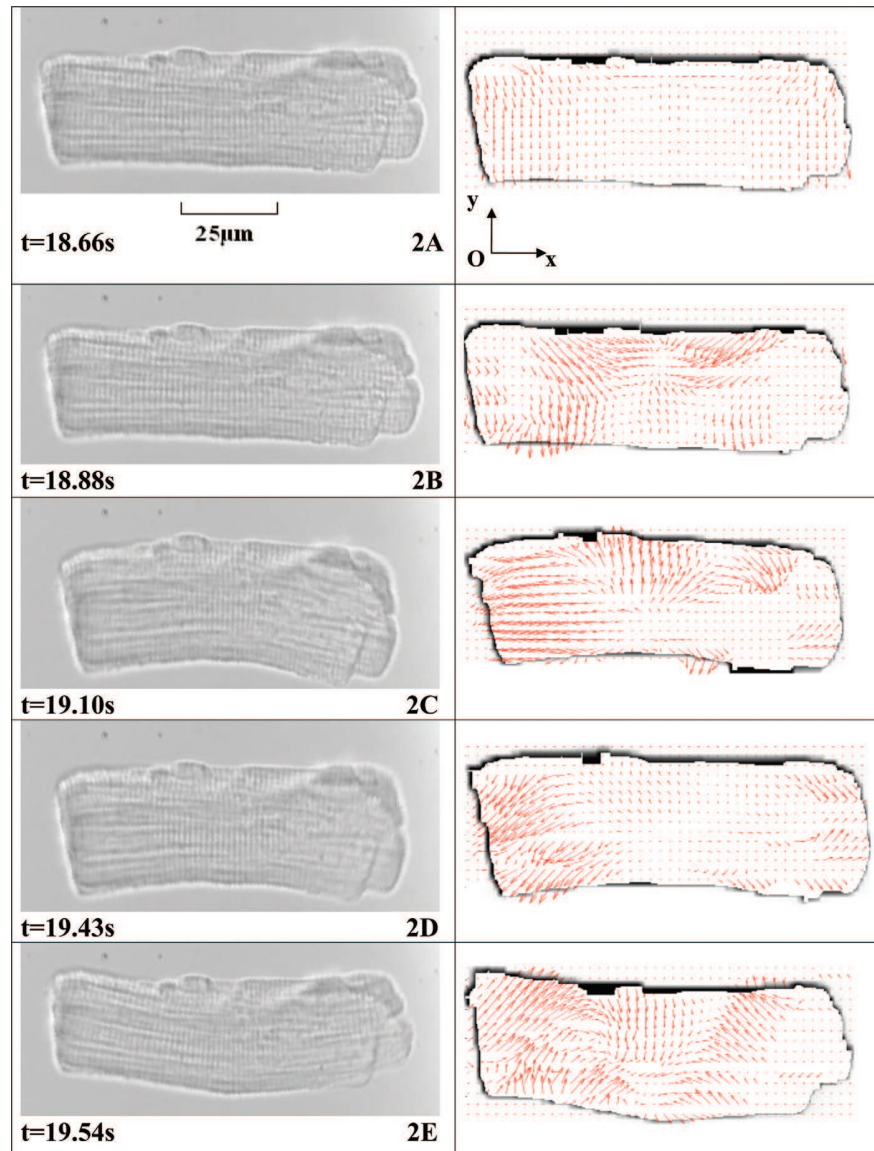 25μm
t=18.66s
2A
y
O
x
t=18.88s
2B
t=19.10s
2C
t=19.43s
2D
t=19.54s
2E